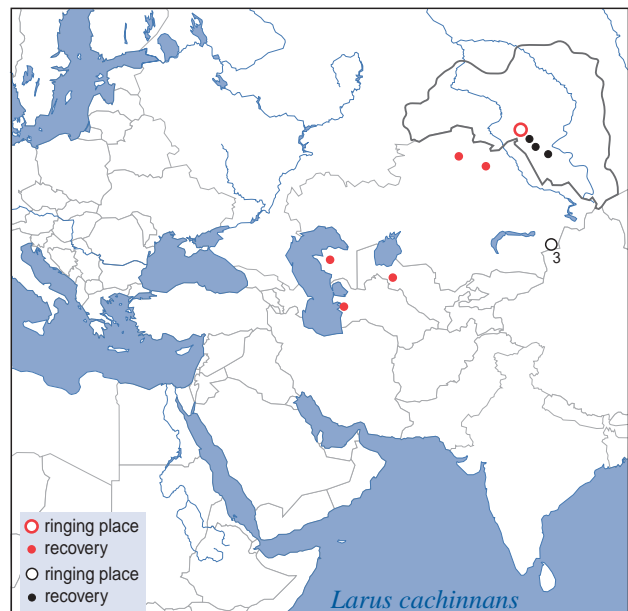 3
ringing place
recovery
ringing place
recovery
Larus cachinnans